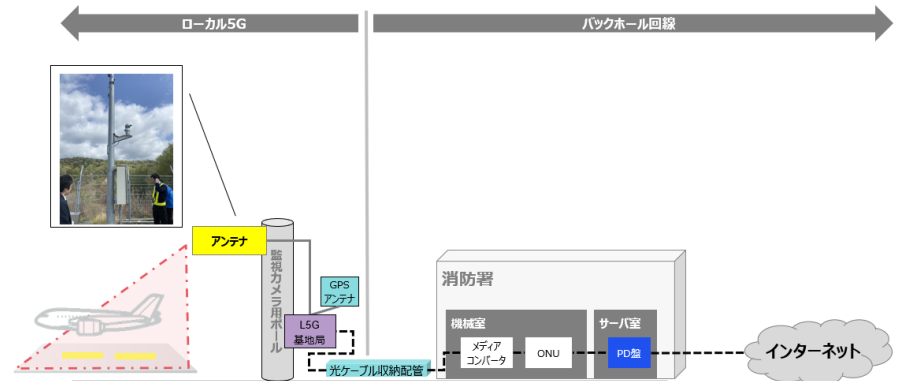 ローカル5G
バックホール回線
アンテナ
監視カメラ用ポール
GPS
アンテナ
L5G
基地局
光ケーブル収納配管
消防署
機械室
メディア
コンバータ
ONU
サーバ室
PD盤
インターネット